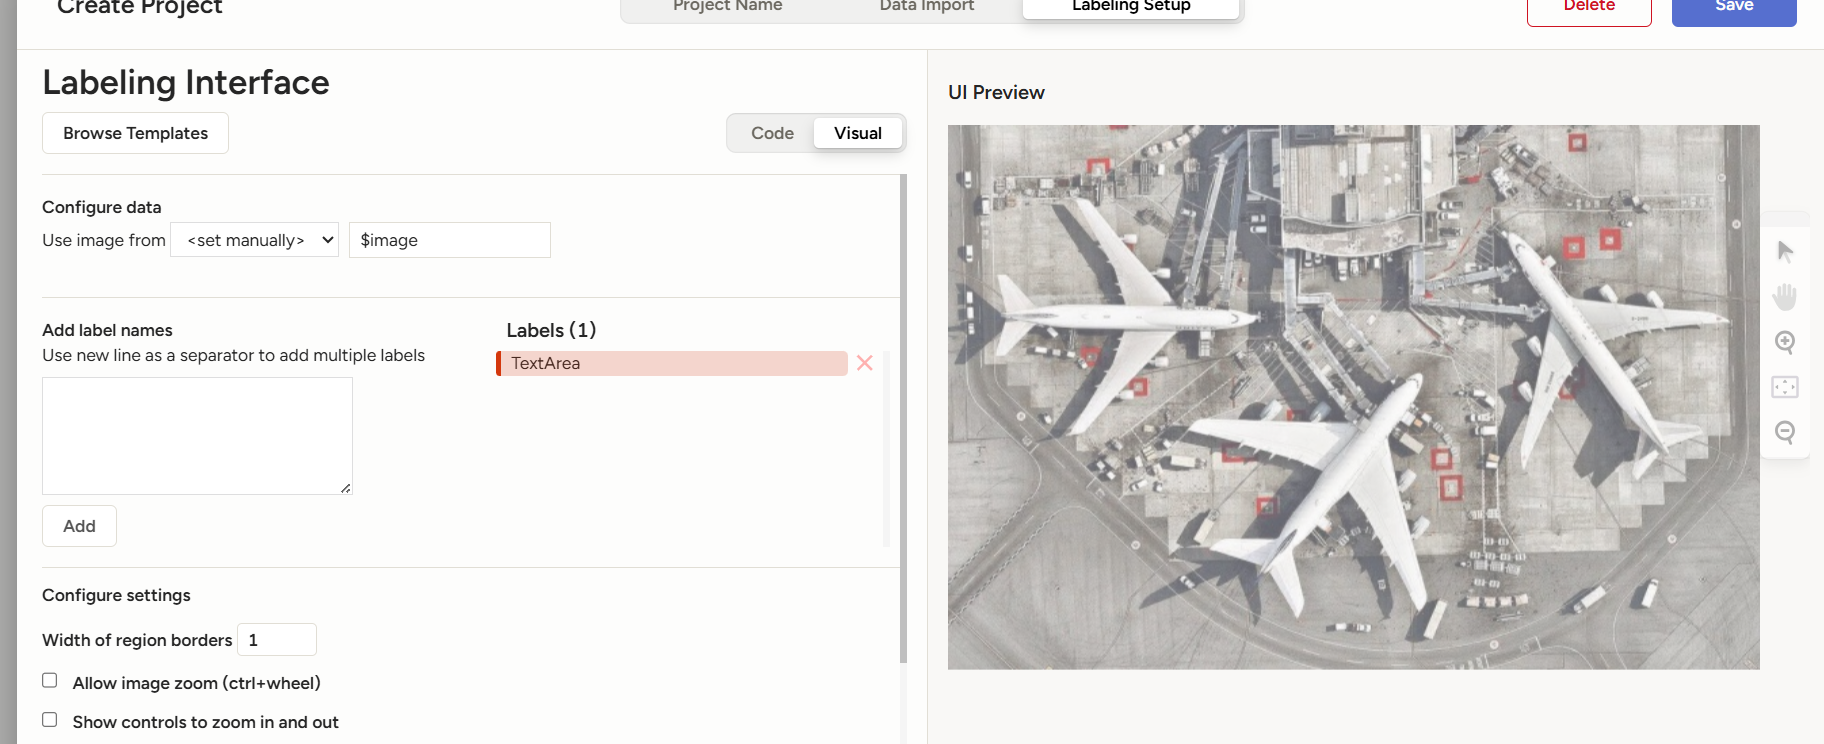 Create Project
Project Name
Data Import
Labeling Setup
Delete
Save
Labeling Interface
Browse Templates
Code
Visual
Configure data
Use image from
<set manually>
$image
Add label names
Use new line as a separator to add multiple labels
Add
Labels (1)
TextArea
Configure settings
Width of region borders
1
Allow image zoom (ctrl+wheel)
Show controls to zoom in and out
UI Preview